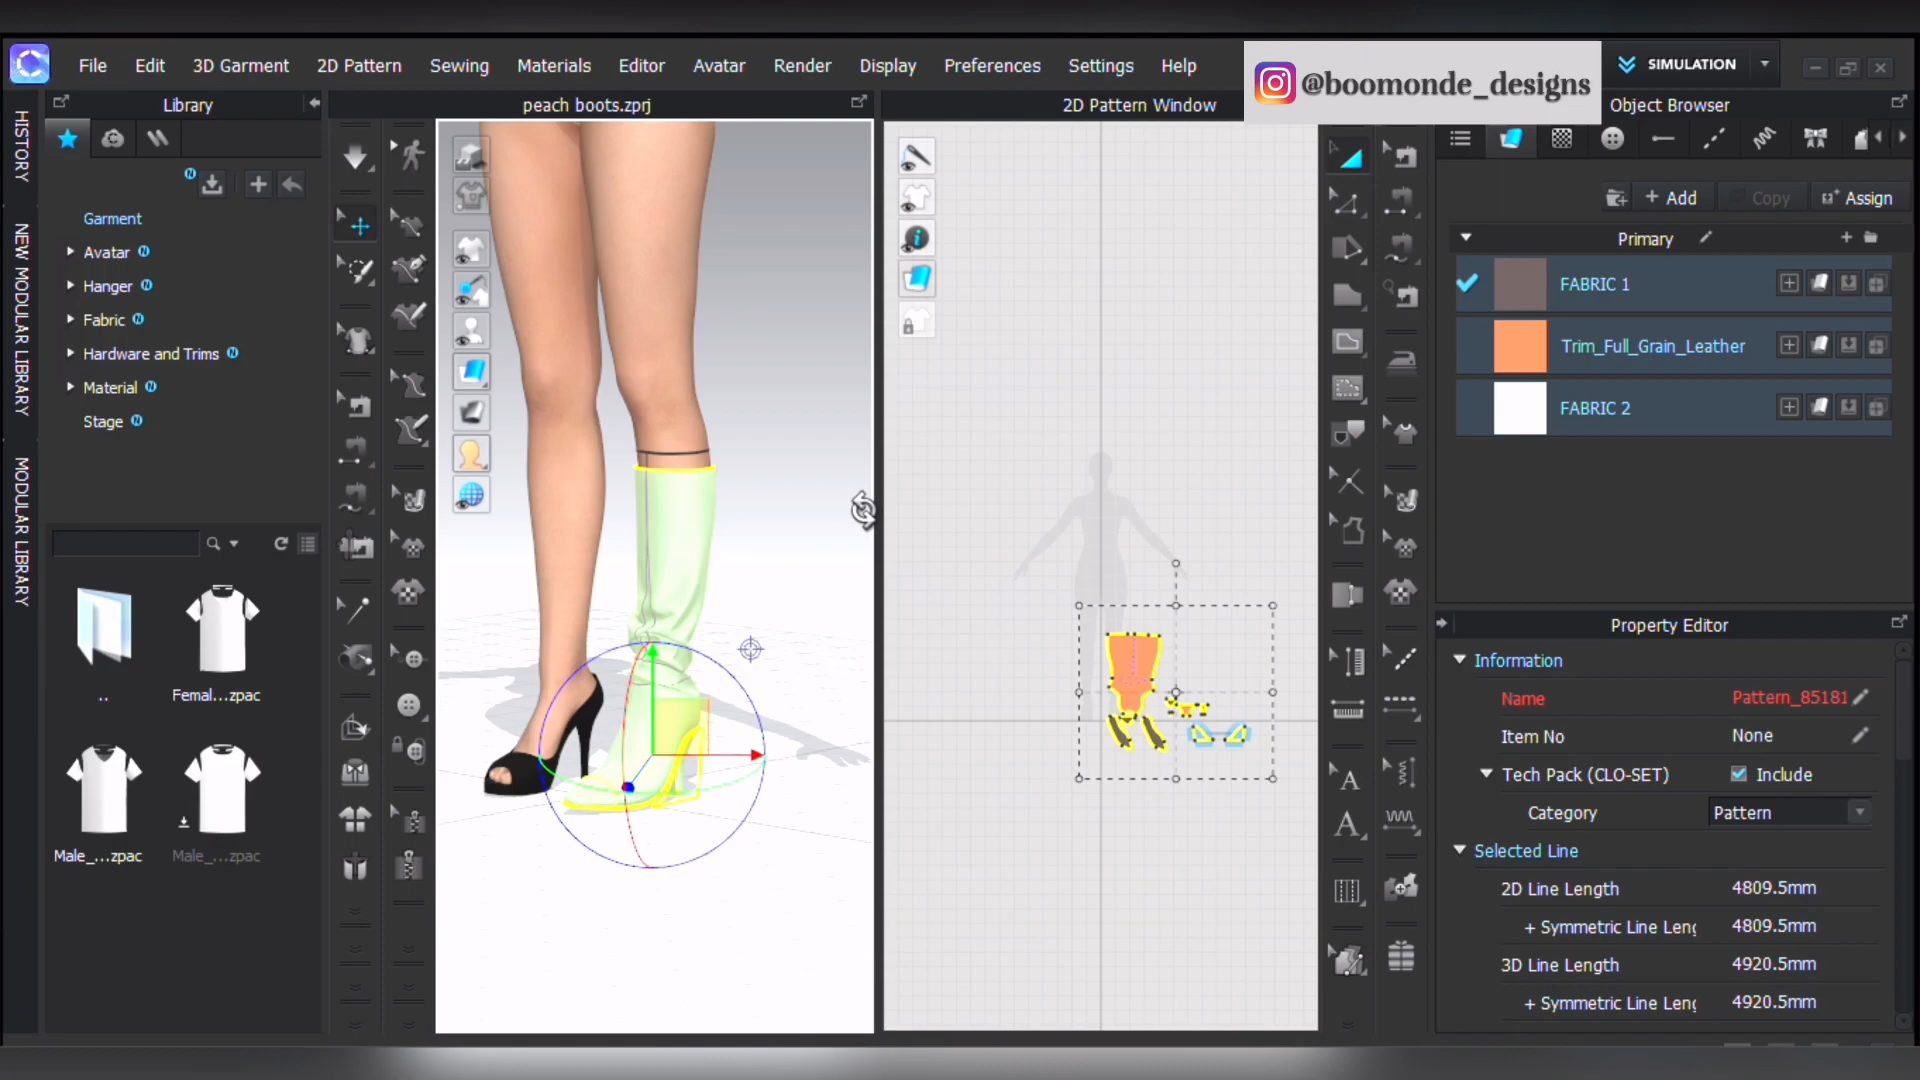 File Edit 3D Garment 2D Pattern Sewing Materials Editor Avatar Render Display Preferences Settings Help
@boomonde_designs
SIMULATION
Library
peach boots.zprj
2D Pattern Window
Object Browser
HISTORY
NEW MODULAR LIBRARY
MODULAR LIBRARY
N
Garment
Avatar N
Hanger N
Fabric N
Hardware and Trims N
Material N
Stage N
..
Femal...zpac
Male_...zpac
Male_...zpac
+ Add
Copy
Assign
Primary
FABRIC 1
Trim_Full_Grain_Leather
FABRIC 2
Property Editor
Information
Name Pattern_85181
Item No None
Tech Pack (CLO-SET) Include
Category Pattern
Selected Line
2D Line Length 4809.5mm
+ Symmetric Line Leng 4809.5mm
3D Line Length 4920.5mm
+ Symmetric Line Leng 4920.5mm